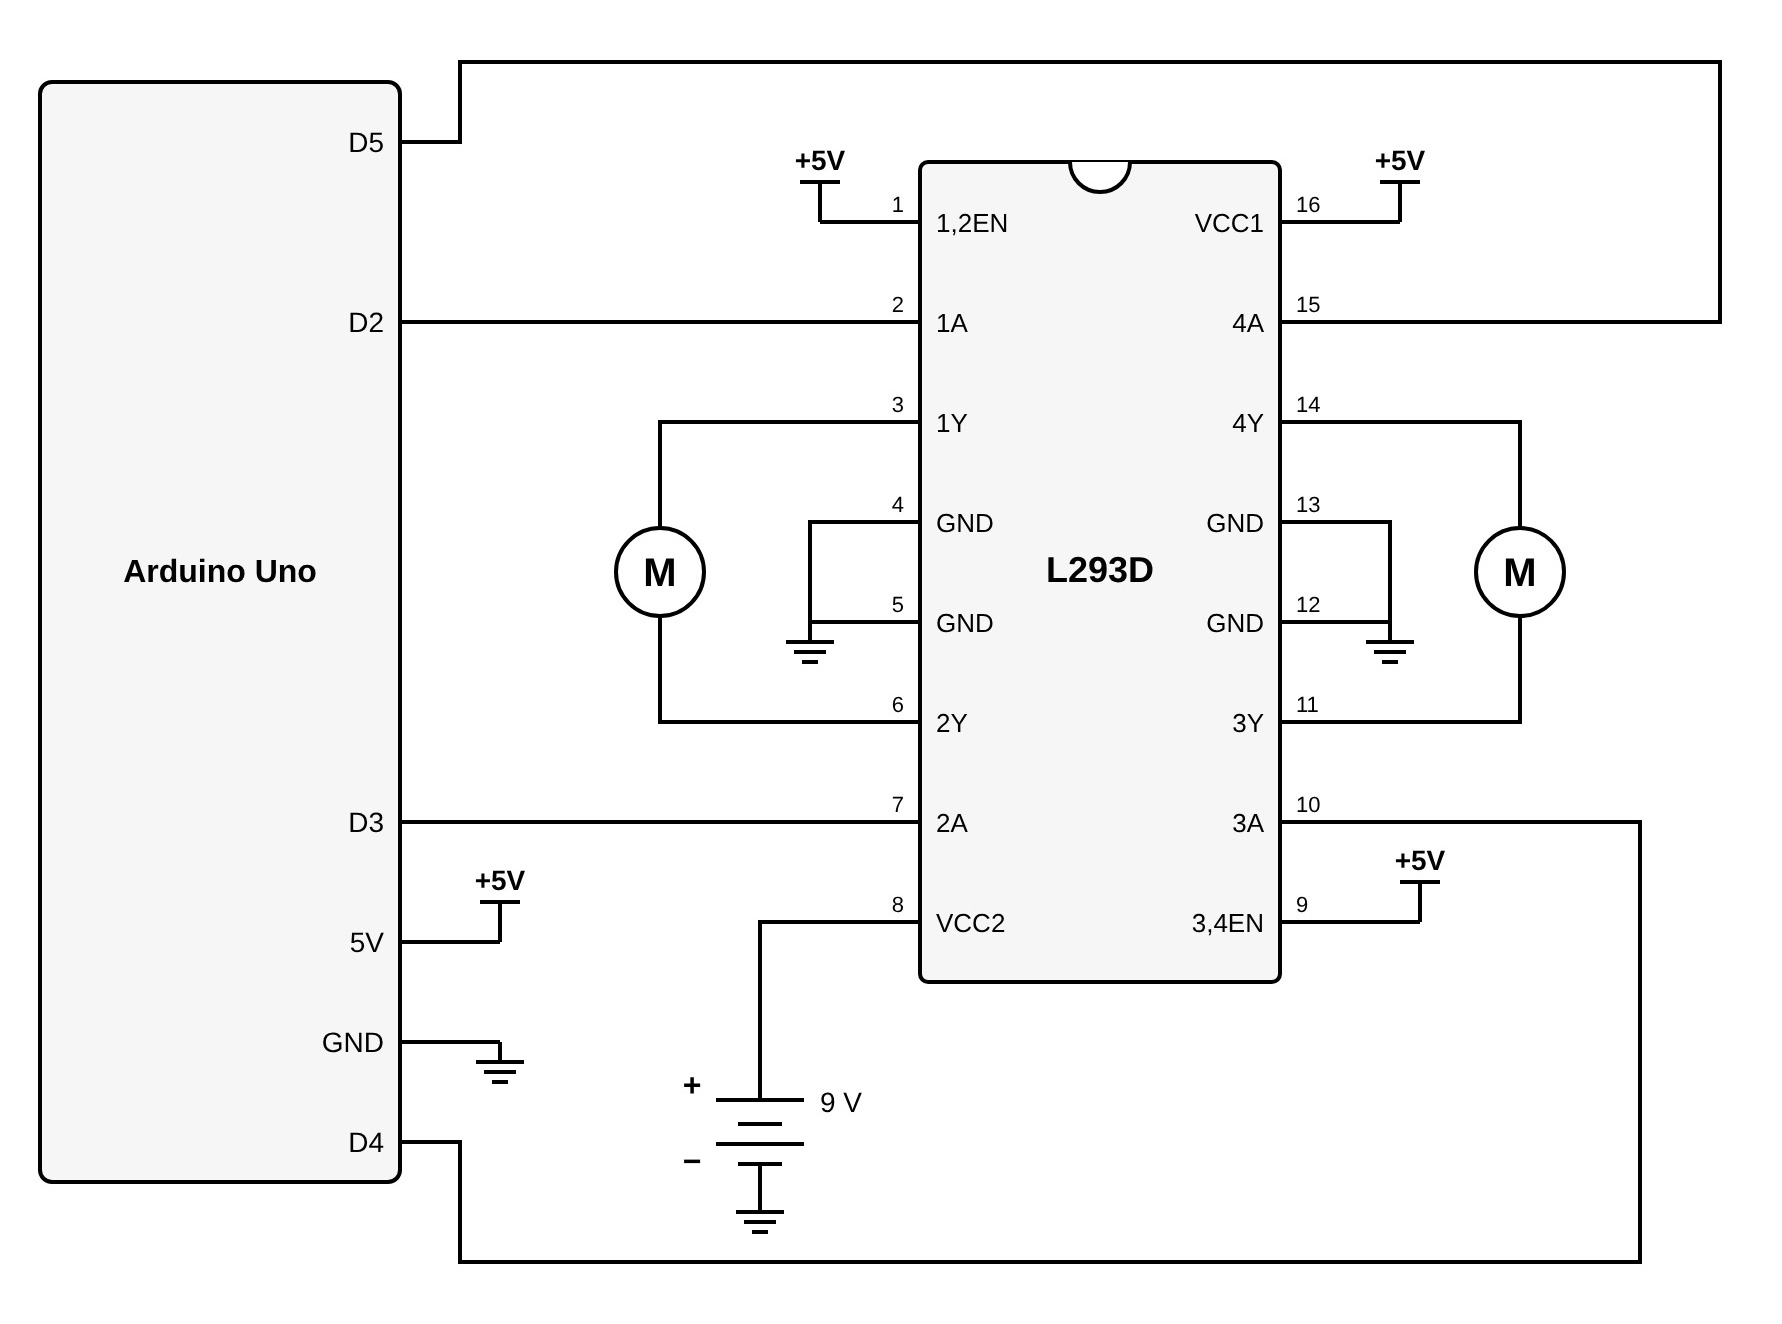 D5
+5V
+5V
1
1,2EN
VCC1
16
D2
2
1A
4A
15
3
1Y
4Y
14
4
GND
GND
13
Arduino Uno
M
L293D
M
5
GND
GND
12
6
2Y
3Y
11
D3
7
2A
3A
10
+5V
+5V
8
VCC2
3,4EN
9
5V
GND
+
9 V
D4
−